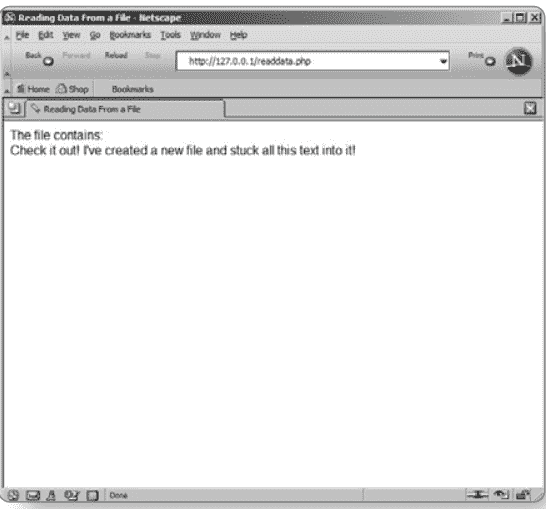 Reading Data From a File - Netscape
File Edit View Go Bookmarks Tools Window Help
Back Forward Reload Stop http://127.0.0.1/readdata.php Print N
Home Shop Bookmarks
Reading Data From a File
The file contains:
Check it out! I've created a new file and stuck all this text into it!
Done